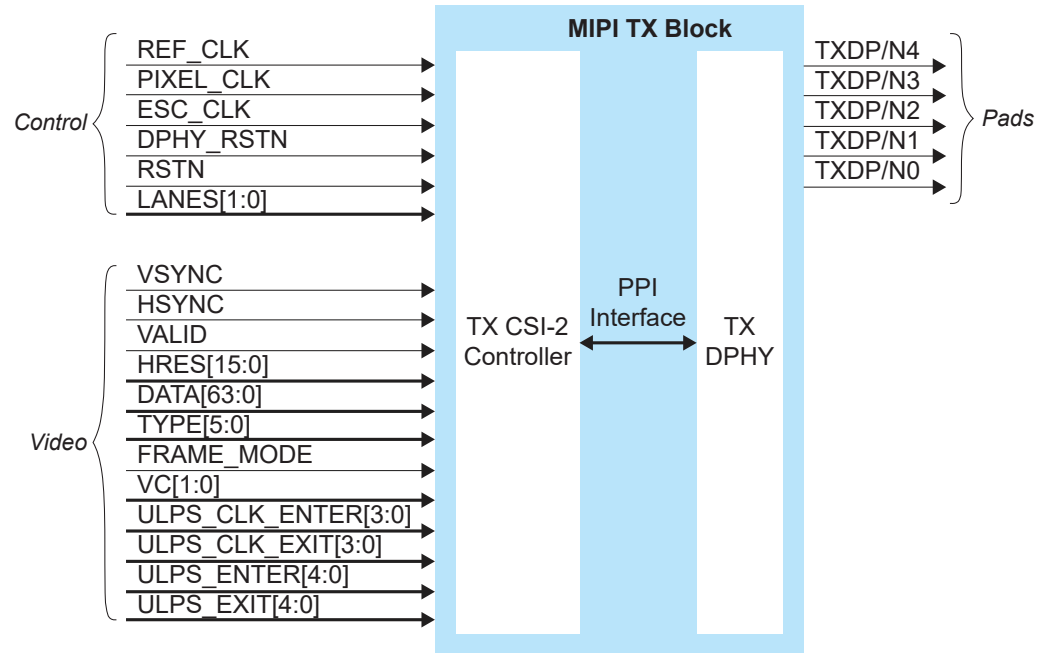 MIPI TX Block
Control
REF_CLK
PIXEL_CLK
ESC_CLK
DPHY_RSTN
RSTN
LANES[1:0]
Video
VSYNC
HSYNC
VALID
HRES[15:0]
DATA[63:0]
TYPE[5:0]
FRAME_MODE
VC[1:0]
ULPS_CLK_ENTER[3:0]
ULPS_CLK_EXIT[3:0]
ULPS_ENTER[4:0]
ULPS_EXIT[4:0]
TX CSI-2
Controller
PPI
Interface
TX
DPHY
TXDP/N4
TXDP/N3
TXDP/N2
TXDP/N1
TXDP/N0
Pads